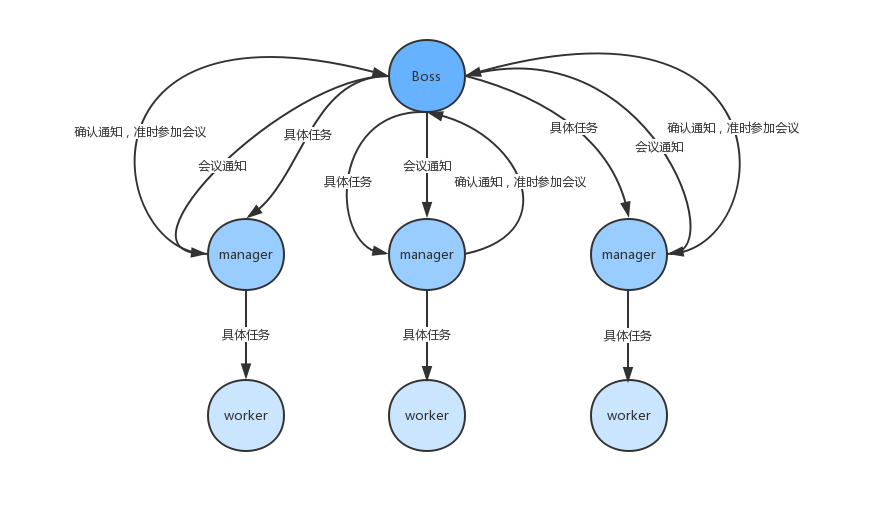 Boss
确认通知，准时参加会议
具体任务
会议通知
具体任务
会议通知
确认通知，准时参加会议
具体任务
会议通知
确认通知，准时参加会议
manager
manager
manager
具体任务
具体任务
具体任务
worker
worker
worker